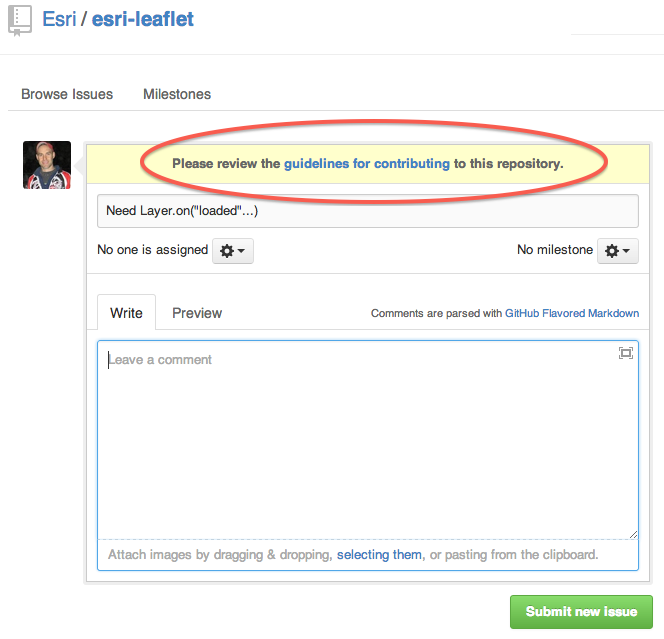 Esri / esri-leaflet
Browse Issues Milestones
Please review the guidelines for contributing to this repository.
Need Layer.on("loaded"...)
No one is assigned No milestone
Write Preview Comments are parsed with GitHub Flavored Markdown
Leave a comment
Attach images by dragging & dropping, selecting them, or pasting from the clipboard.
Submit new issue